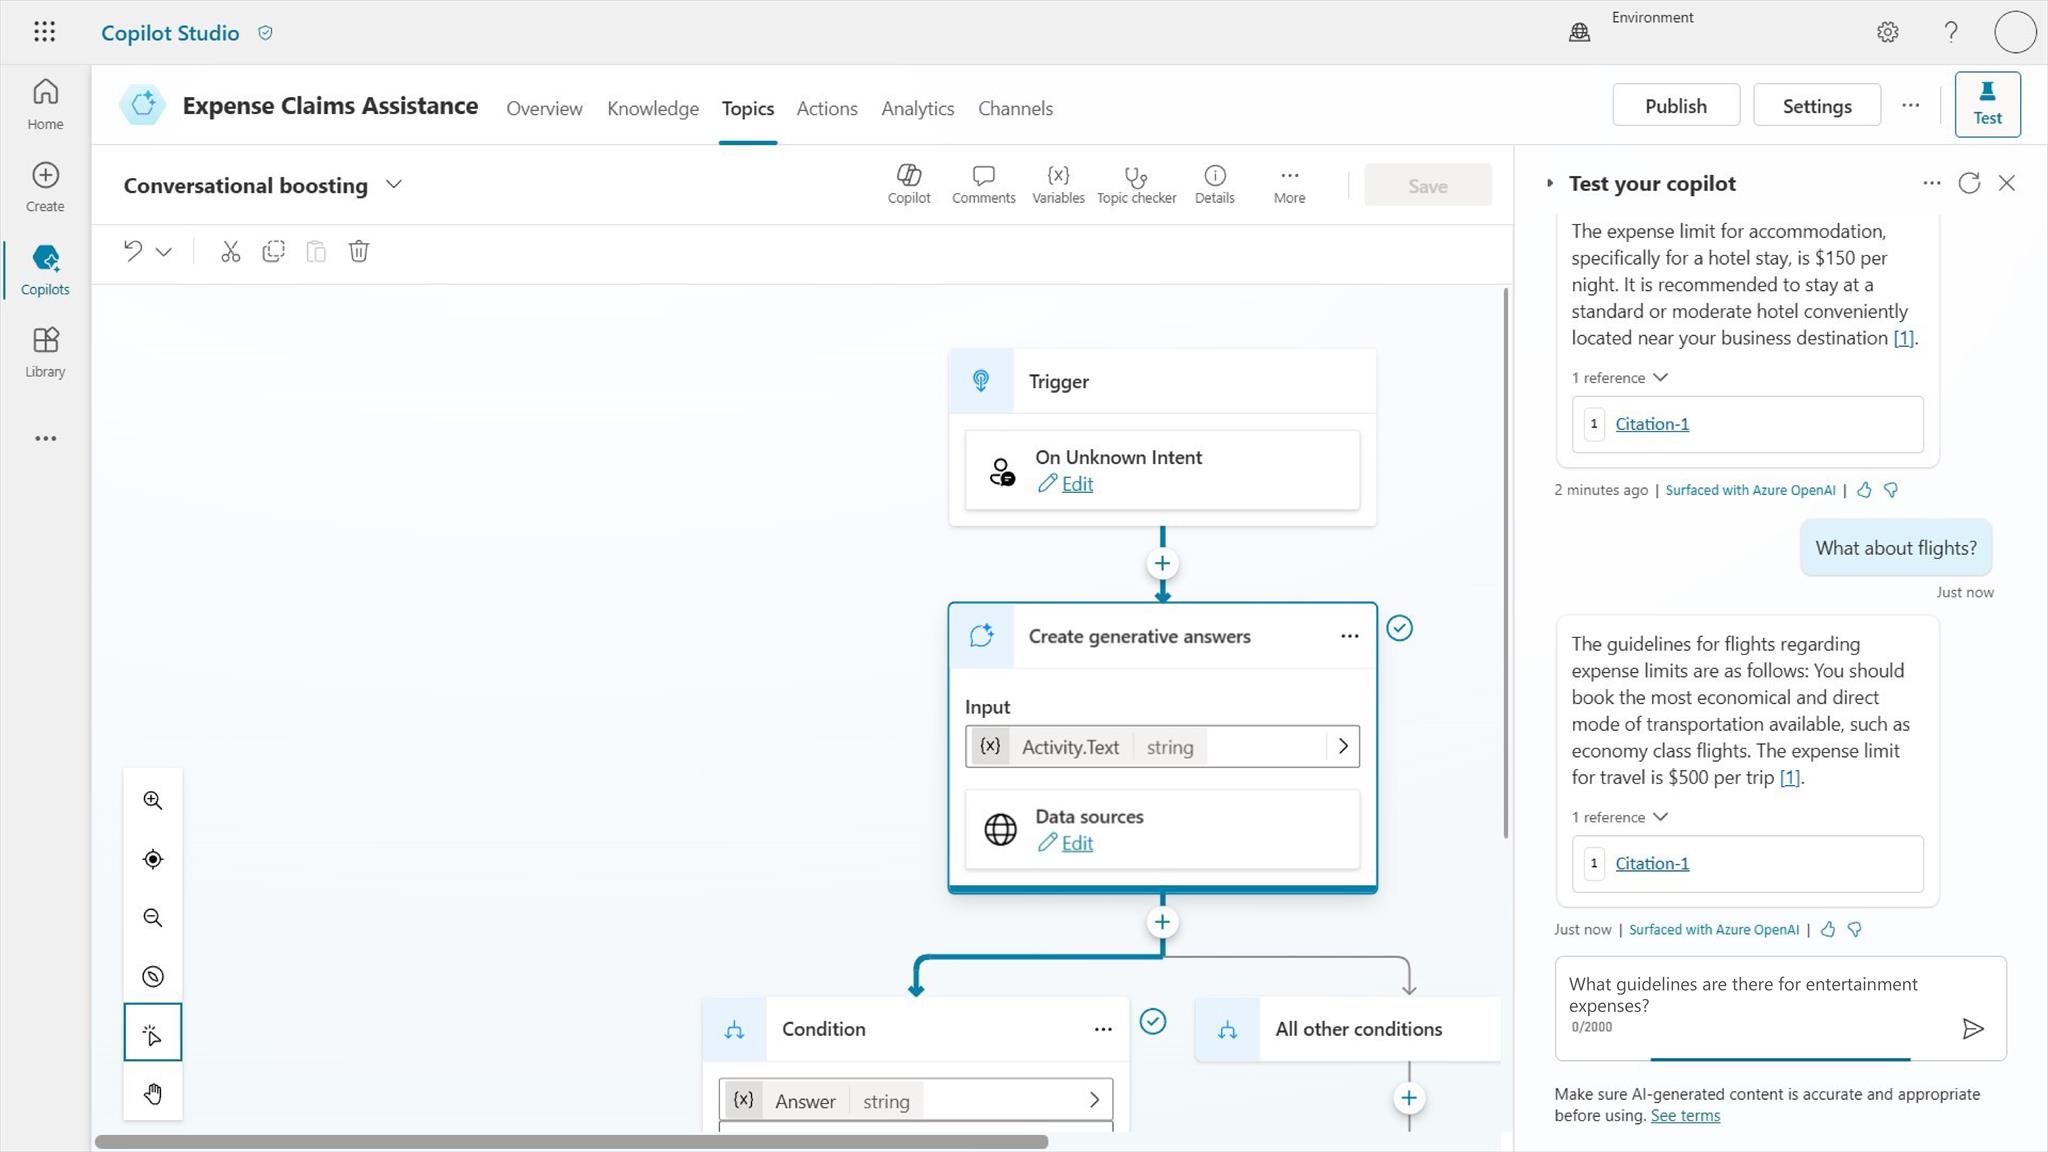 Copilot Studio
Environment
Home
Create
Copilots
Library
Expense Claims Assistance
Overview
Knowledge
Topics
Actions
Analytics
Channels
Publish
Settings
Test
Conversational boosting
Copilot
Comments
{x}
Variables
Topic checker
Details
More
Save
Trigger
On Unknown Intent
Edit
Create generative answers
Input
{x} Activity.Text string
Data sources
Edit
Condition
{x} Answer string
All other conditions
Test your copilot
The expense limit for accommodation,
specifically for a hotel stay, is $150 per
night. It is recommended to stay at a
standard or moderate hotel conveniently
located near your business destination [1].
1 reference
1 Citation-1
2 minutes ago | Surfaced with Azure OpenAI |
What about flights?
Just now
The guidelines for flights regarding
expense limits are as follows: You should
book the most economical and direct
mode of transportation available, such as
economy class flights. The expense limit
for travel is $500 per trip [1].
1 reference
1 Citation-1
Just now | Surfaced with Azure OpenAI |
What guidelines are there for entertainment
expenses?
0/2000
Make sure AI-generated content is accurate and appropriate
before using. See terms